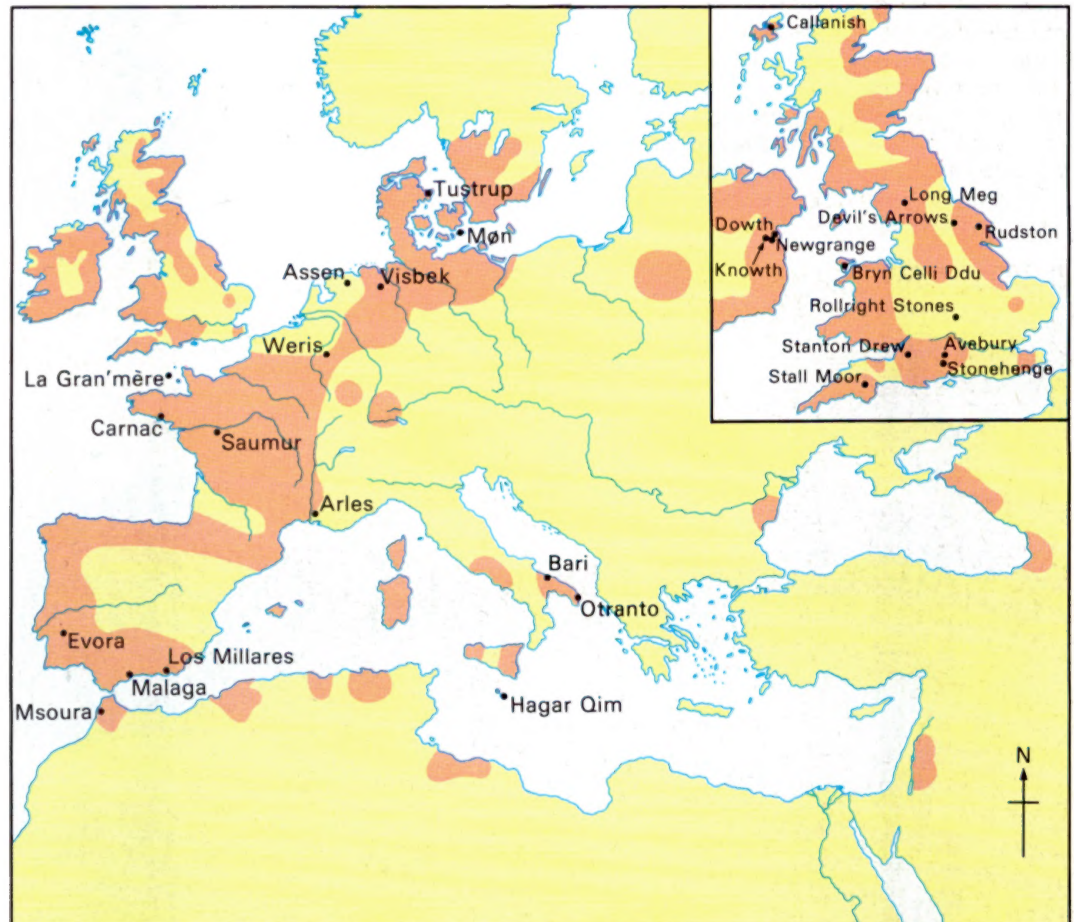 Callanish
Long Meg
Devil's Arrows
Rudston
Dowth
Newgrange
Knowth
Bryn Celli Ddu
Rollright Stones
Stanton Drew
Avebury
Stonehenge
Stall Moor
Tustrup
Møn
Assen
Visbek
Weris
La Gran'mère
Carnac
Saumur
Arles
Bari
Otranto
Evora
Los Millares
Malaga
Msoura
Hagar Qim
N